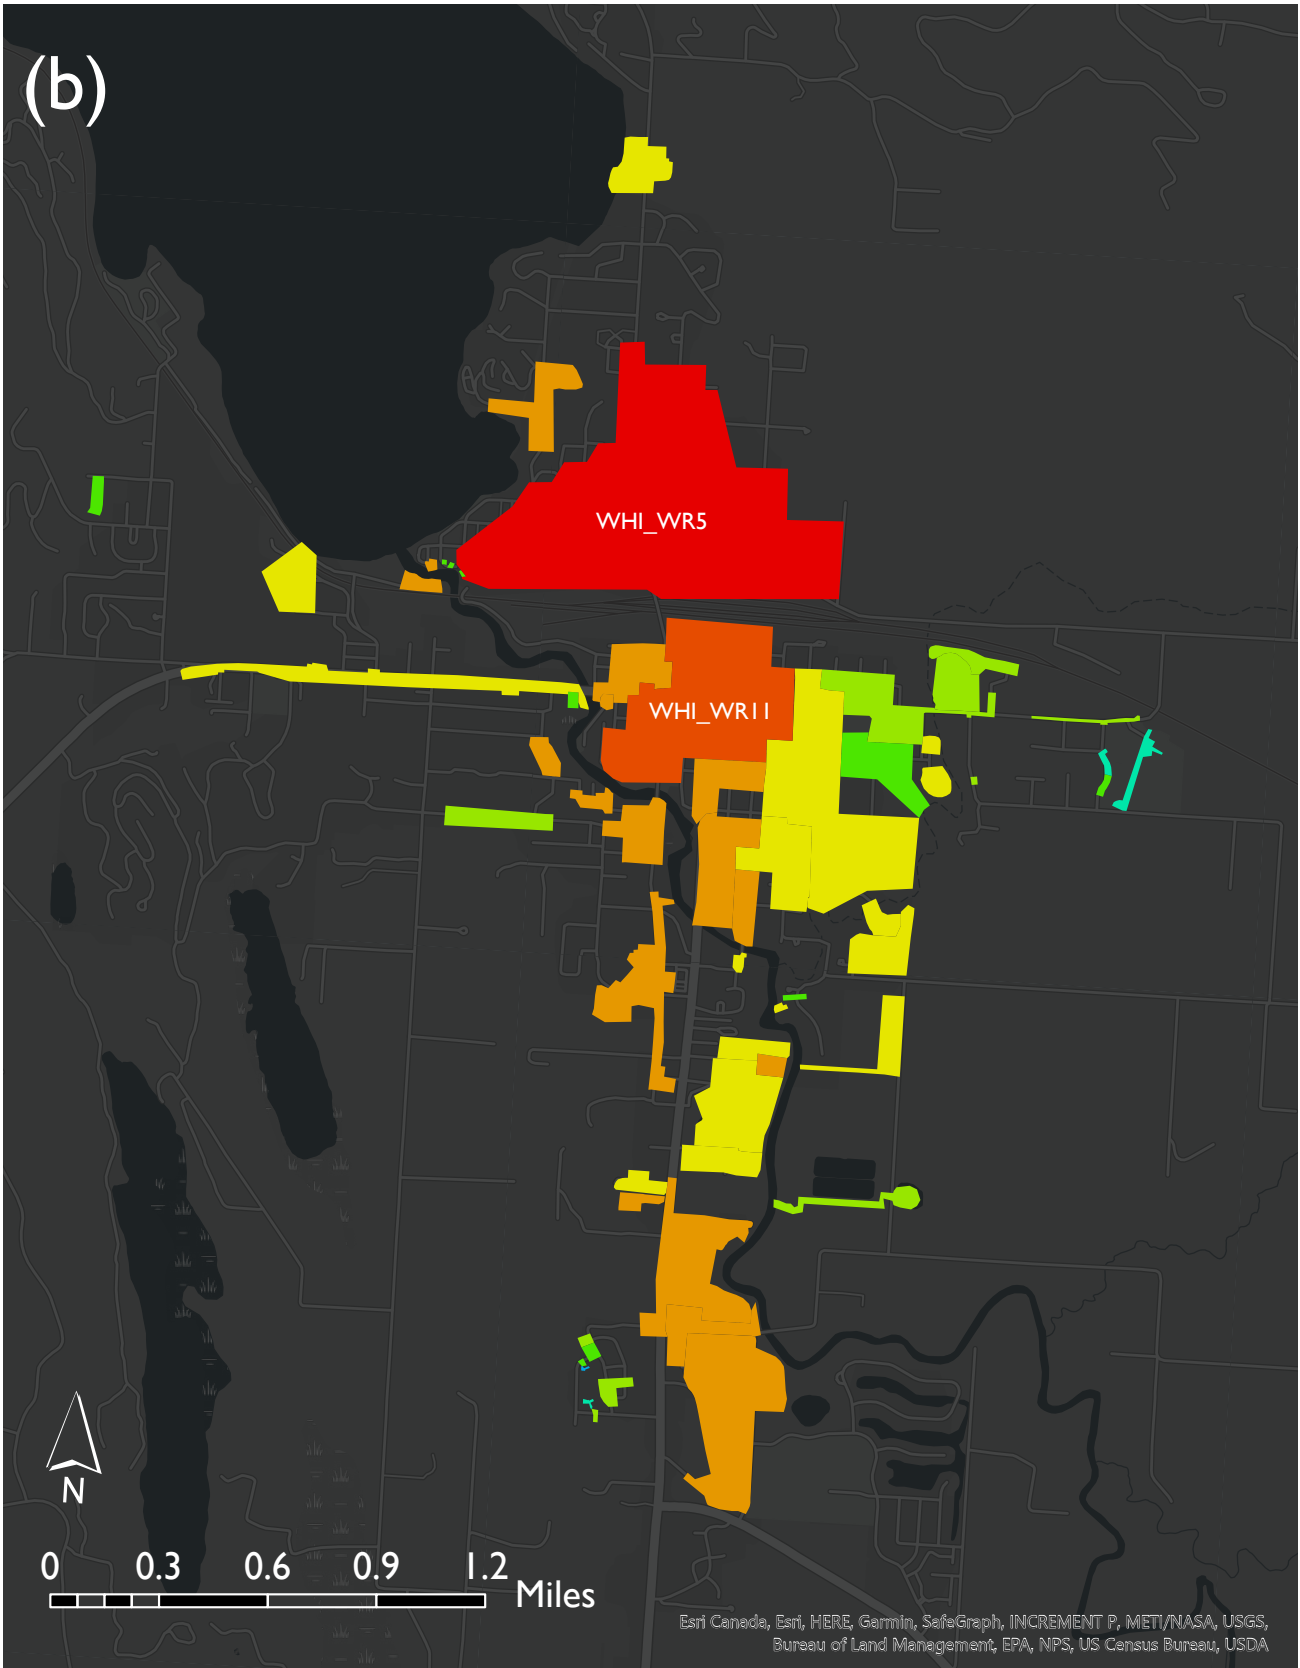 (b)
WHI_WR5
WHI_WR11
N
0 0.3 0.6 0.9 1.2
Miles
Esri Canada, Esri, HERE, Garmin, SafeGraph, INCREMENT P, METI/NASA, USGS,
Bureau of Land Management, EPA, NPS, US Census Bureau, USDA